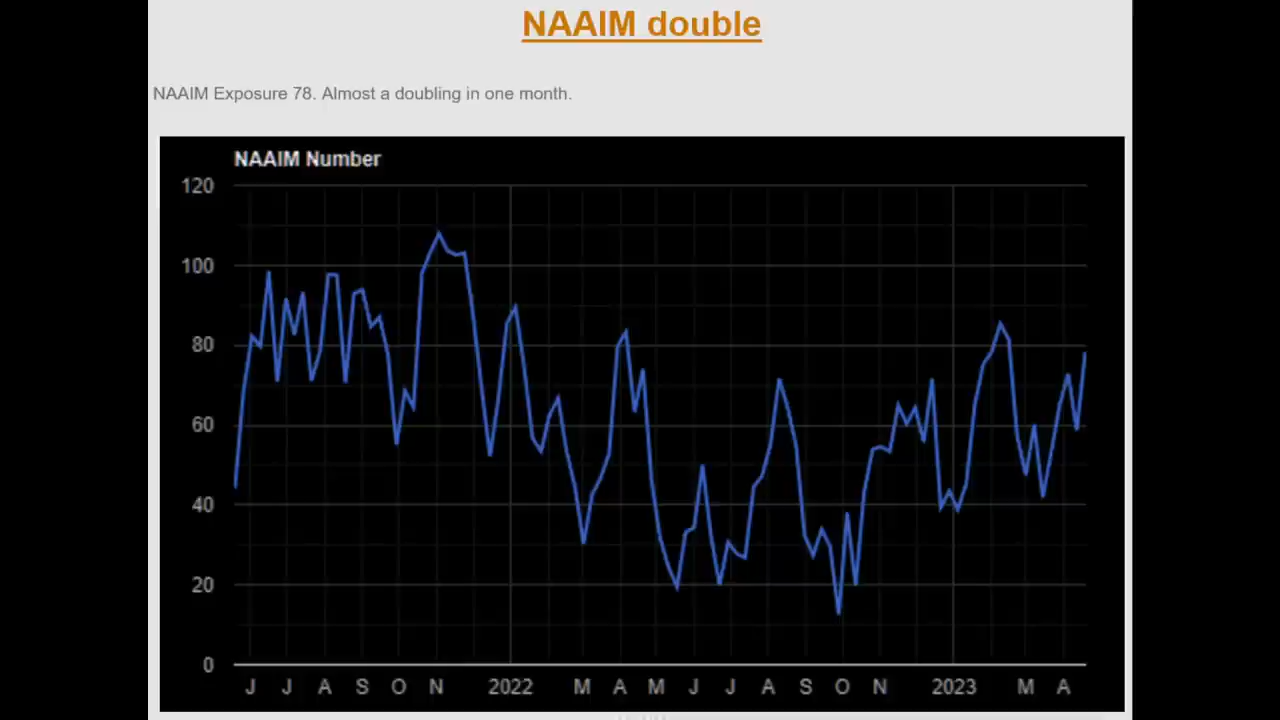 NAAIM double
NAAIM Exposure 78. Almost a doubling in one month.
NAAIM Number
120
100
80
60
40
20
0
J J A S O N 2022 M A M J J A S O N 2023 M A